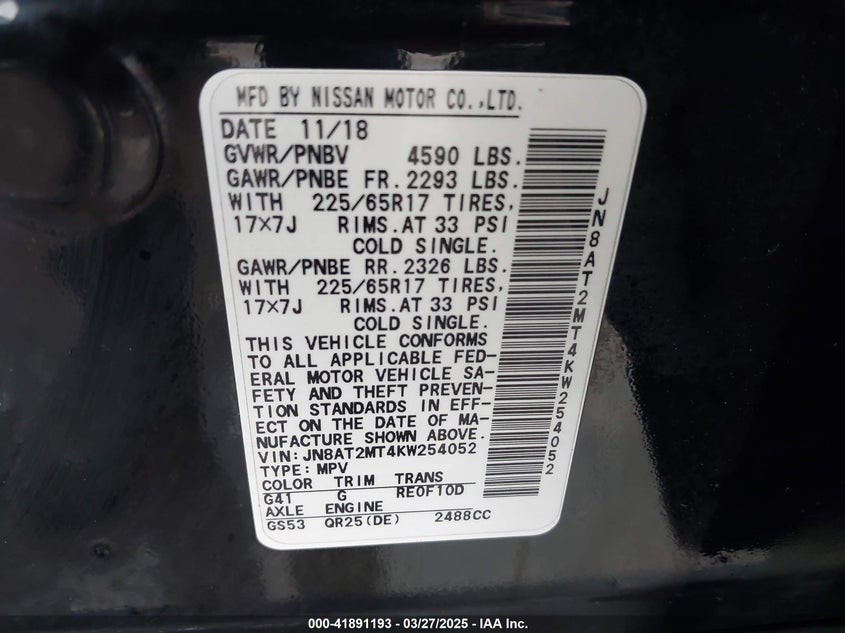 MFD BY NISSAN MOTOR CO.,LTD.
DATE 11/18
GVWR/PNBV 4590 LBS.
GAWR/PNBE FR. 2293 LBS.
WITH 225/65R17 TIRES,
17×7J RIMS. AT 33 PSI
COLD SINGLE.
GAWR/PNBE RR. 2326 LBS.
WITH 225/65R17 TIRES,
17×7J RIMS. AT 33 PSI
COLD SINGLE.
THIS VEHICLE CONFORMS
TO ALL APPLICABLE FED-
ERAL MOTOR VEHICLE SA-
FETY AND THEFT PREVEN-
TION STANDARDS IN EFF-
ECT ON THE DATE OF MA-
NUFACTURE SHOWN ABOVE.
VIN: JN8AT2MT4KW254052
TYPE: MPV
COLOR TRIM TRANS
G41 G RE0F10D
AXLE ENGINE
GS53 QR25(DE) 2488CC
JN8AT2MT4KW254052
000-41891193 - 03/27/2025 - IAA Inc.